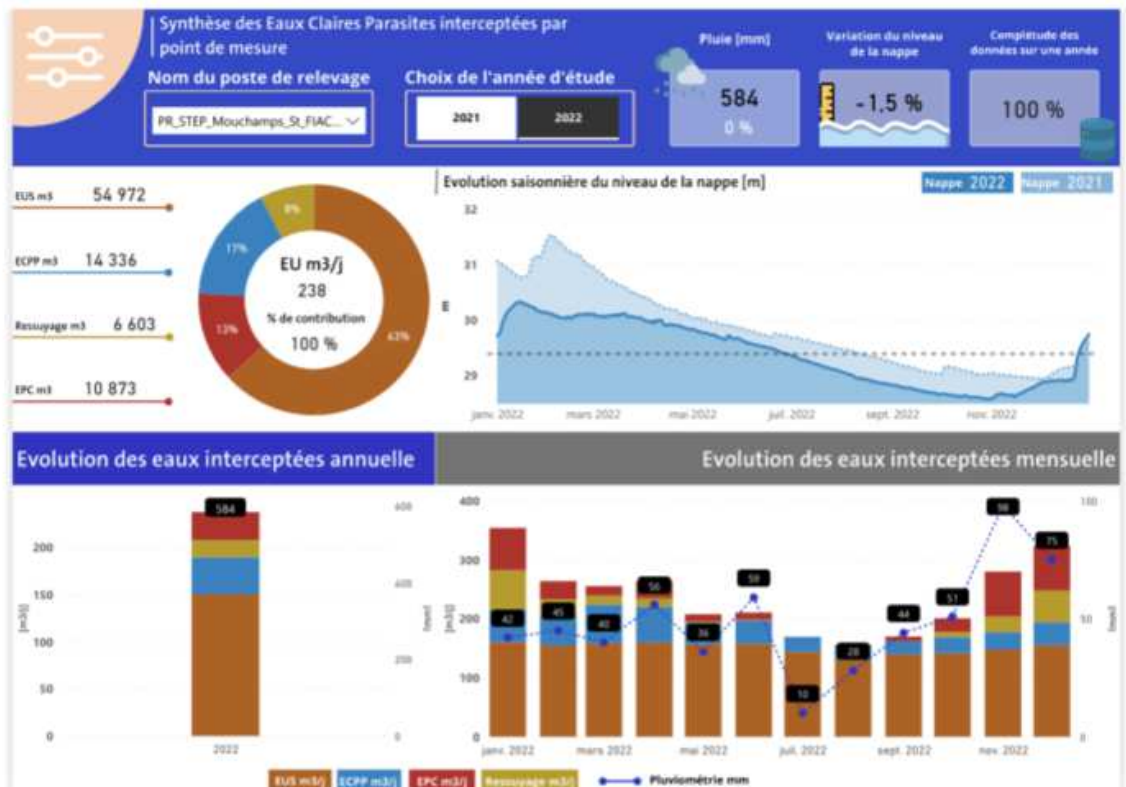 Synthèse des Eaux Claires Parasites interceptées par
point de mesure
Nom du poste de relevage
PR_STEP_Mouchamps_St_FIAC...
Choix de l'année d'étude
2021
2022
Pluie [mm]
584
0 %
Variation du niveau
de la nappe
-1,5 %
Complétude des
données sur une année
100 %
EUS m3 54 972
ECPP m3 14 336
Ressuyage m3 6 603
EPC m3 10 873
8%
17%
13%
63%
EU m3/j
238
% de contribution
100 %
Evolution saisonnière du niveau de la nappe [m]
Nappe 2022
Nappe 2021
32
31
30
29
m
janv. 2022
mars 2022
mai 2022
juil. 2022
sept. 2022
nov. 2022
Evolution des eaux interceptées annuelle
584
200
150
100
50
0
[m3/j]
600
400
200
0
[mm]
2022
Evolution des eaux interceptées mensuelle
400
300
200
100
0
[m3/j]
100
50
0
[mm]
42
45
40
56
36
59
10
28
44
51
98
75
janv. 2022
mars 2022
mai 2022
juil. 2022
sept. 2022
nov. 2022
EUS m3/j
ECPP m3/j
EPC m3/j
Ressuyage m3/j
Pluviométrie mm